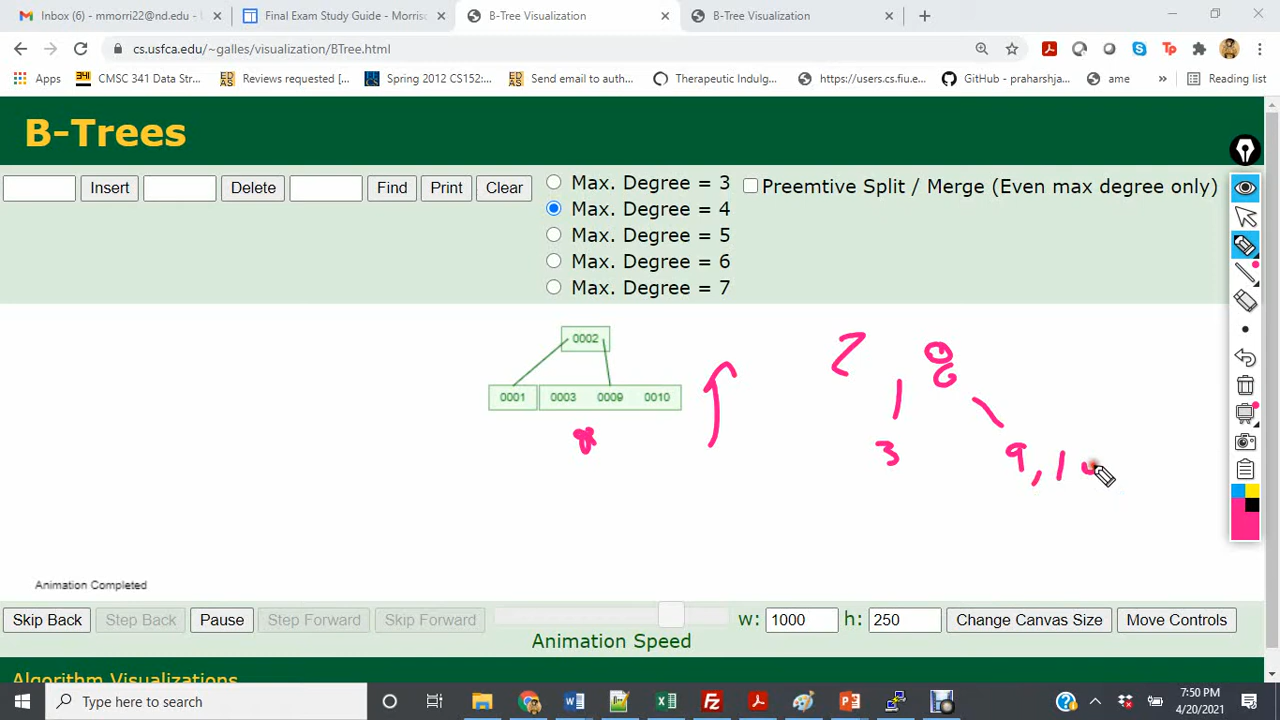 Inbox (6) - mmorri22@nd.edu - U
Final Exam Study Guide - Morriso
B-Tree Visualization
B-Tree Visualization
cs.usfca.edu/~galles/visualization/BTree.html
Apps
CMSC 341 Data Str...
Reviews requested [...
Spring 2012 CS152:...
Send email to auth...
Therapeutic Indulg...
https://users.cs.fiu.e...
GitHub - praharshja...
ame
»
Reading list
B-Trees
Insert
Delete
Find
Print
Clear
Max. Degree = 3
Max. Degree = 4
Max. Degree = 5
Max. Degree = 6
Max. Degree = 7
Preemtive Split / Merge (Even max degree only)
0002
0001 0003 0009 0010
2 8
3 9, 10
Animation Completed
Skip Back
Step Back
Pause
Step Forward
Skip Forward
w: 1000 h: 250
Change Canvas Size
Move Controls
Animation Speed
Algorithm Visualizations
Type here to search
7:50 PM
4/20/2021